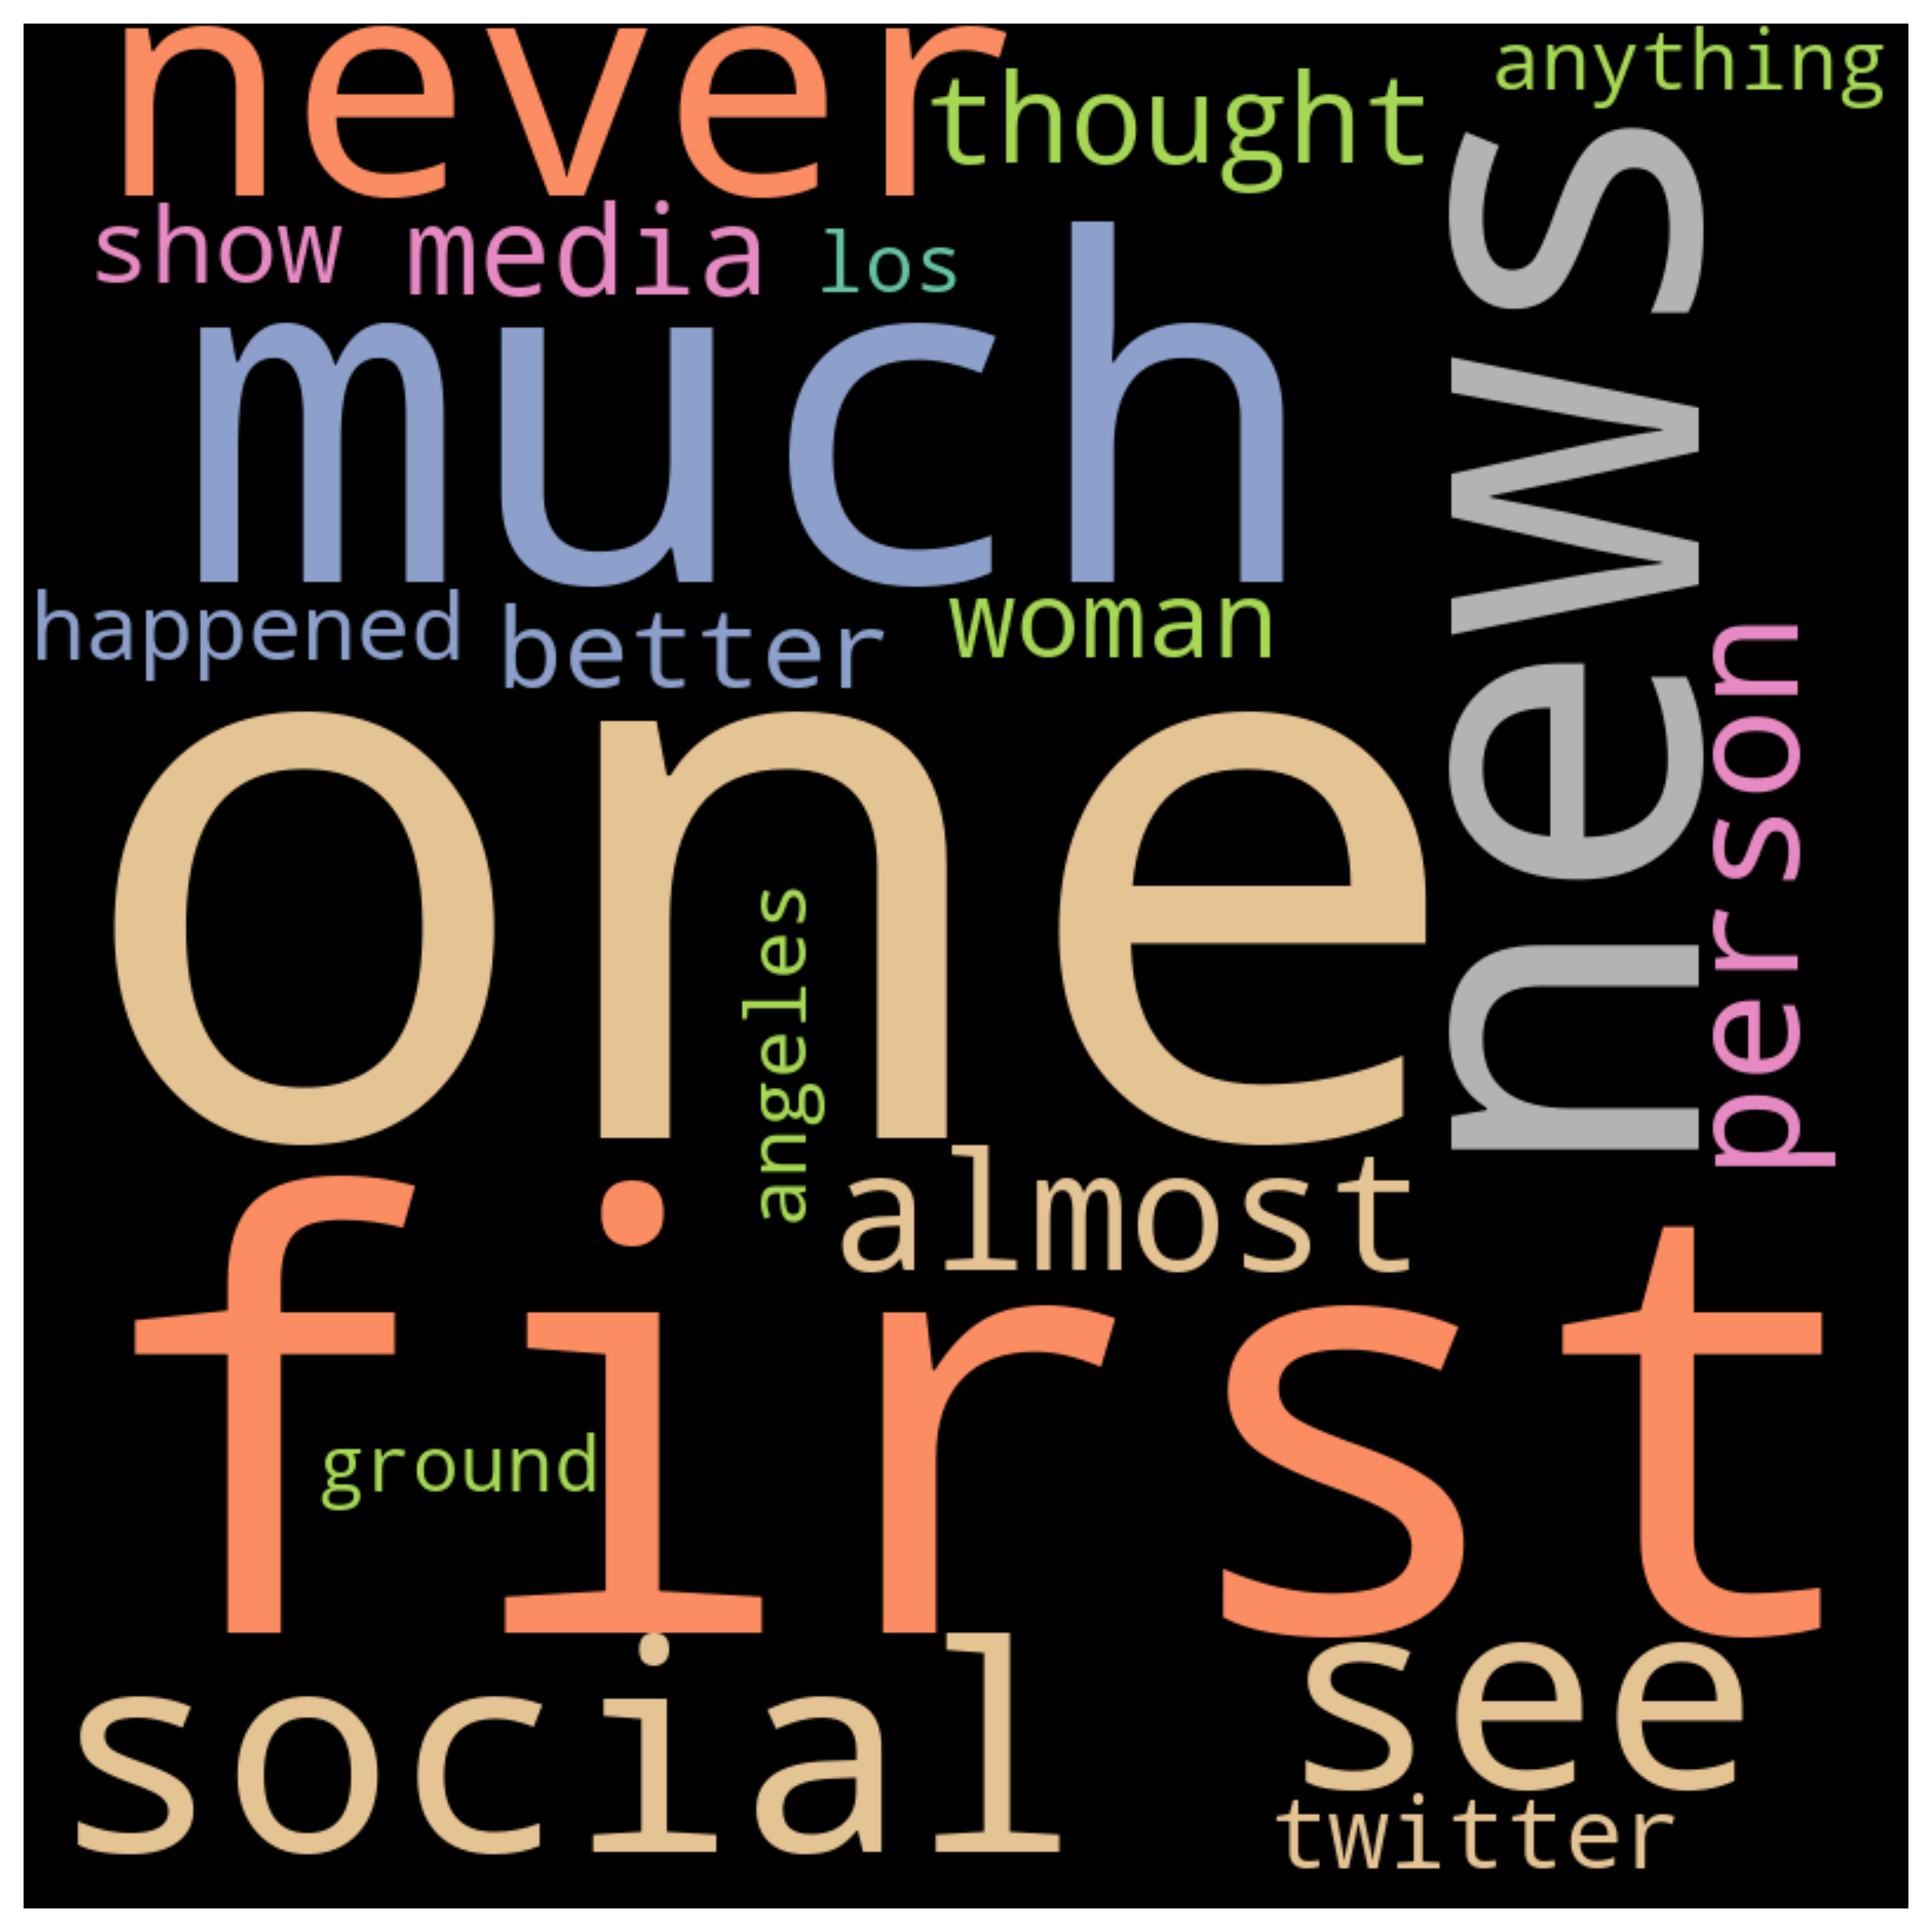 never
thought
anything
show media los
much
news
happened better woman
person
one
angeles
almost
first
ground
social
see
twitter